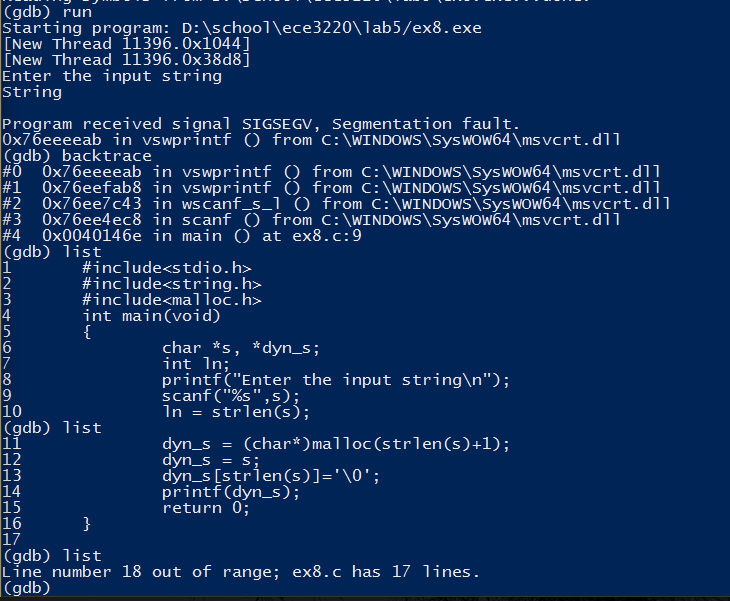 (gdb) run
Starting program: D:\school\ece3220\lab5/ex8.exe
[New Thread 11396.0x1044]
[New Thread 11396.0x38d8]
Enter the input string
String
Program received signal SIGSEGV, Segmentation fault.
0x76eeeeab in vswprintf () from C:\WINDOWS\SysWOW64\msvcrt.dll
(gdb) backtrace
#0  0x76eeeeab in vswprintf () from C:\WINDOWS\SysWOW64\msvcrt.dll
#1  0x76eefab8 in vswprintf () from C:\WINDOWS\SysWOW64\msvcrt.dll
#2  0x76ee7c43 in wscanf_s_l () from C:\WINDOWS\SysWOW64\msvcrt.dll
#3  0x76ee4ec8 in scanf () from C:\WINDOWS\SysWOW64\msvcrt.dll
#4  0x0040146e in main () at ex8.c:9
(gdb) list
1       #include<stdio.h>
2       #include<string.h>
3       #include<malloc.h>
4       int main(void)
5       {
6               char *s, *dyn_s;
7               int ln;
8               printf("Enter the input string\n");
9               scanf("%s",s);
10              ln = strlen(s);
(gdb) list
11              dyn_s = (char*)malloc(strlen(s)+1);
12              dyn_s = s;
13              dyn_s[strlen(s)]='\0';
14              printf(dyn_s);
15              return 0;
16      }
17
(gdb) list
Line number 18 out of range; ex8.c has 17 lines.
(gdb)